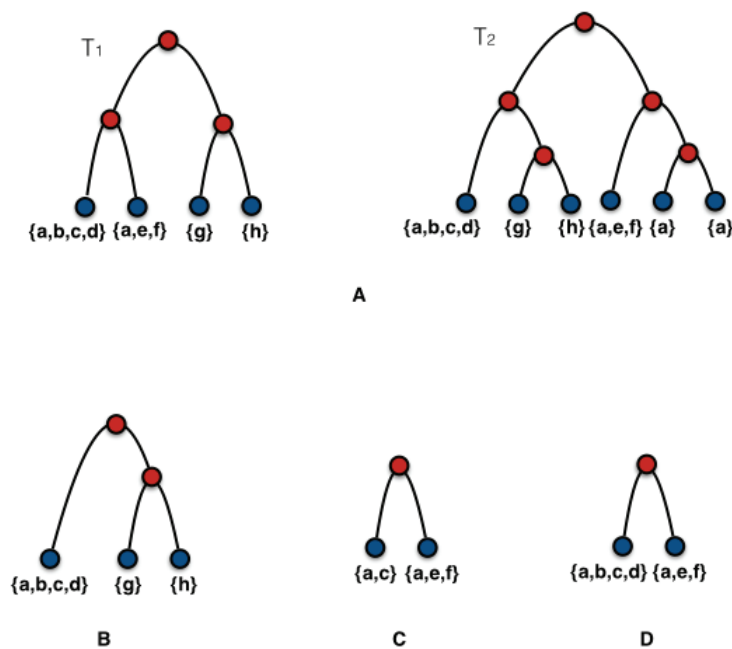 T1 T2
{a,b,c,d} {a,e,f} {g} {h} {a,b,c,d} {g} {h} {a,e,f} {a} {a}
A
{a,b,c,d} {g} {h} {a,c} {a,e,f} {a,b,c,d} {a,e,f}
B C D